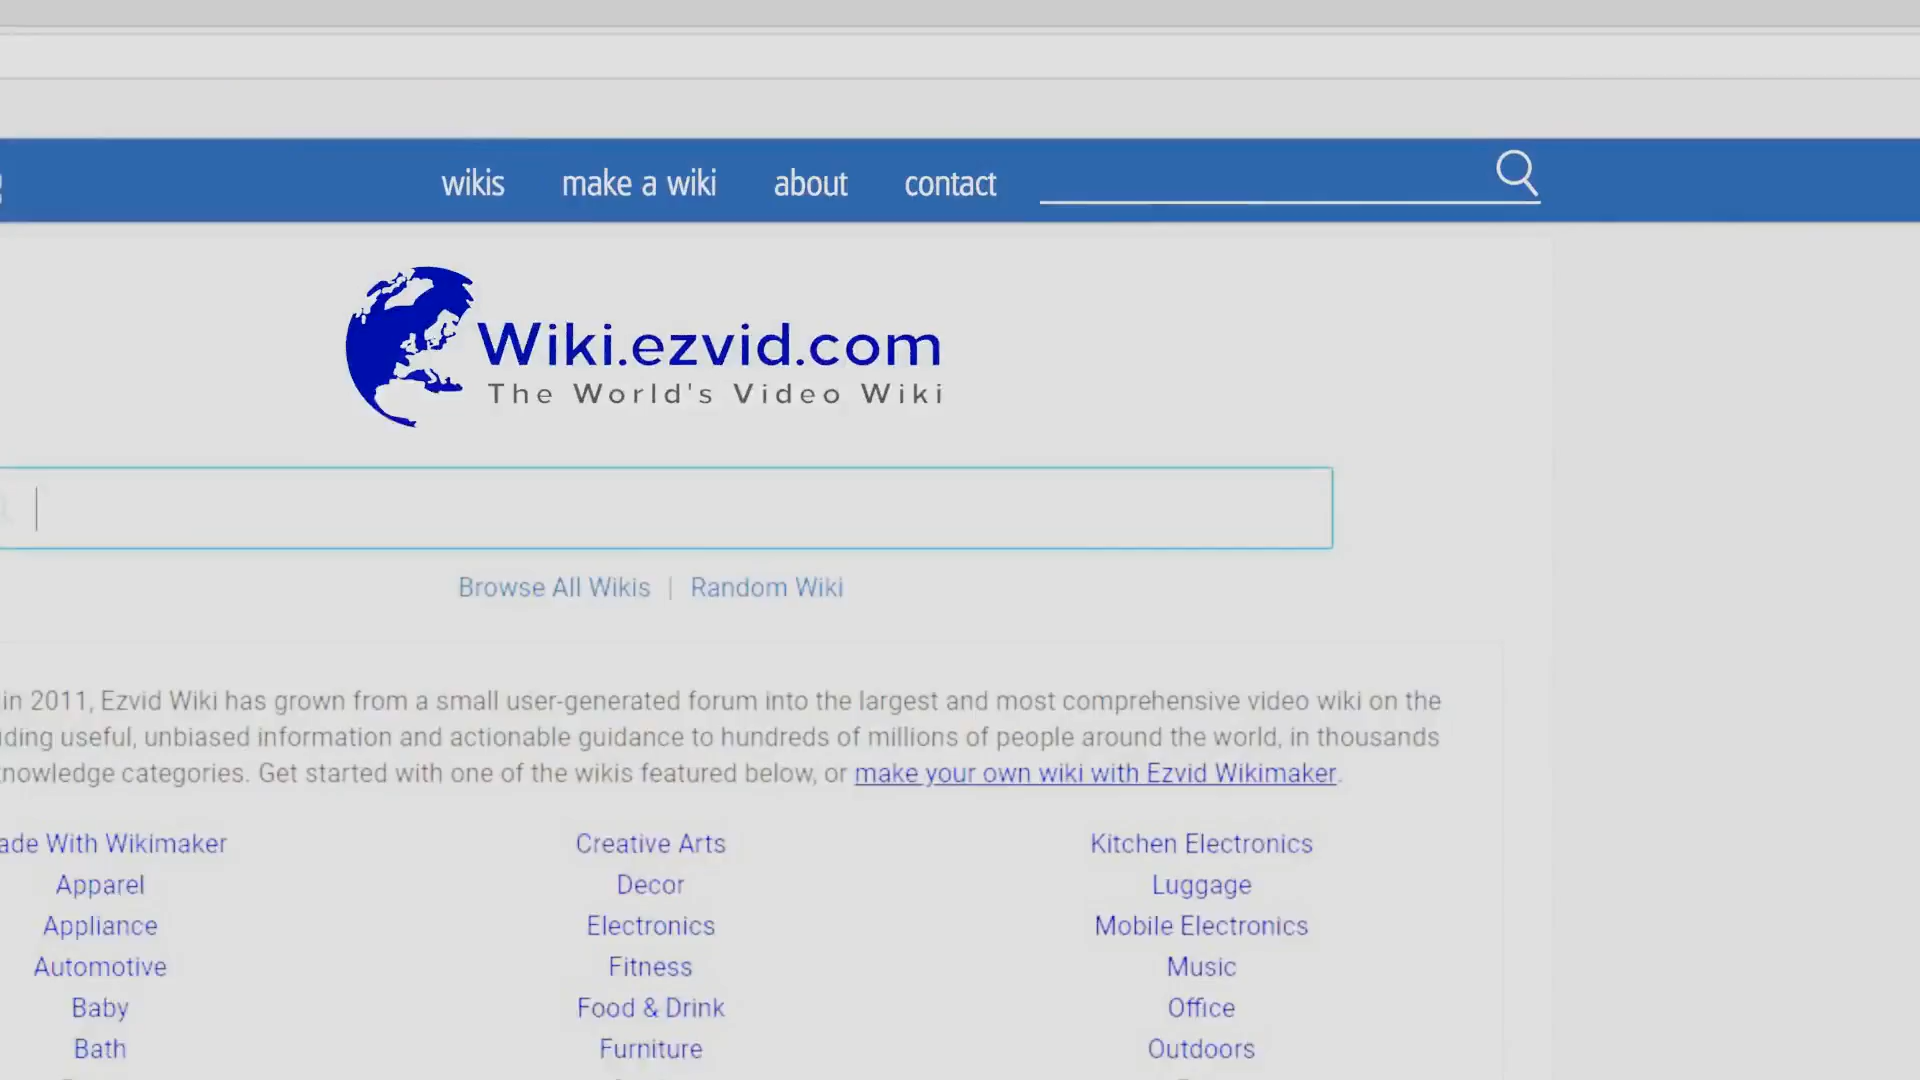 wikis make a wiki about contact
Wiki.ezvid.com
The World's Video Wiki
Browse All Wikis | Random Wiki
in 2011, Ezvid Wiki has grown from a small user-generated forum into the largest and most comprehensive video wiki on the
useful, unbiased information and actionable guidance to hundreds of millions of people around the world, in thousands
categories. Get started with one of the wikis featured below, or make your own wiki with Ezvid Wikimaker.
With Wikimaker Creative Arts Kitchen Electronics
Apparel Decor Luggage
Appliance Electronics Mobile Electronics
Automotive Fitness Music
Baby Food & Drink Office
Bath Furniture Outdoors